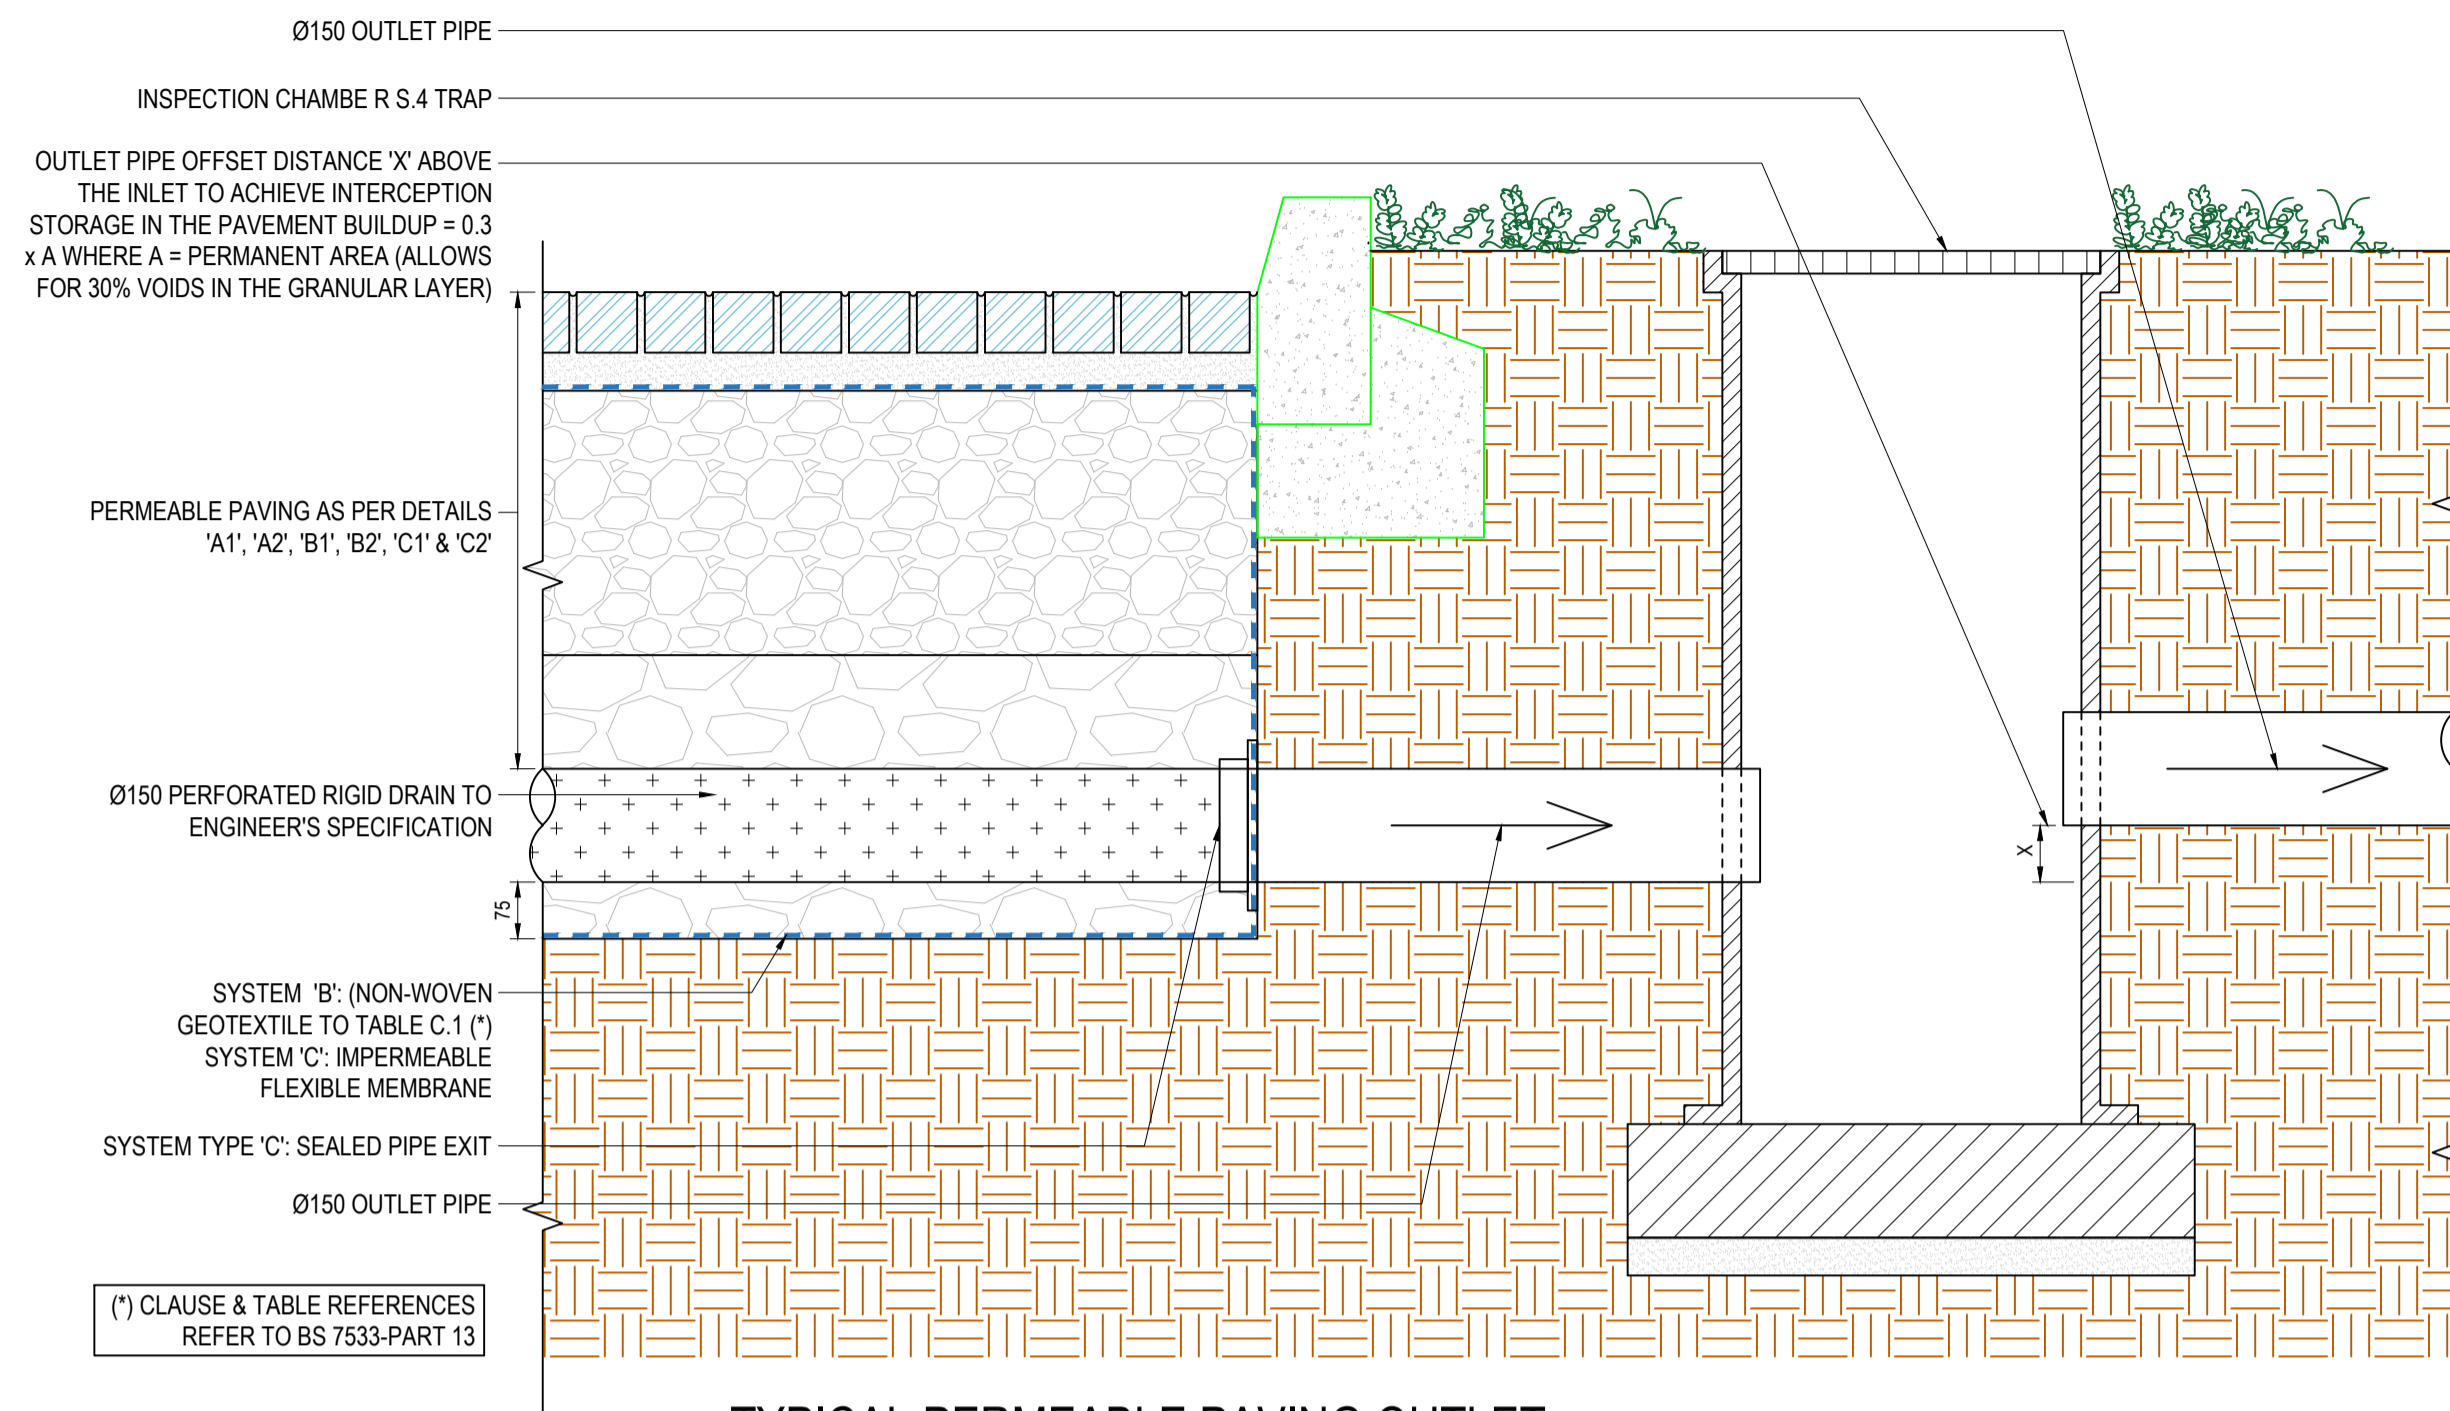 Ø150 OUTLET PIPE
INSPECTION CHAMBE R S.4 TRAP
OUTLET PIPE OFFSET DISTANCE 'X' ABOVE
THE INLET TO ACHIEVE INTERCEPTION
STORAGE IN THE PAVEMENT BUILDUP = 0.3
x A WHERE A = PERMANENT AREA (ALLOWS
FOR 30% VOIDS IN THE GRANULAR LAYER)
PERMEABLE PAVING AS PER DETAILS
'A1', 'A2', 'B1', 'B2', 'C1' & 'C2'
Ø150 PERFORATED RIGID DRAIN TO
ENGINEER'S SPECIFICATION
X
75
SYSTEM 'B': (NON-WOVEN
GEOTEXTILE TO TABLE C.1 (*)
SYSTEM 'C': IMPERMEABLE
FLEXIBLE MEMBRANE
SYSTEM TYPE 'C': SEALED PIPE EXIT
Ø150 OUTLET PIPE
(*) CLAUSE & TABLE REFERENCES
REFER TO BS 7533-PART 13
TYPICAL PERMEABLE PAVING OUTLET